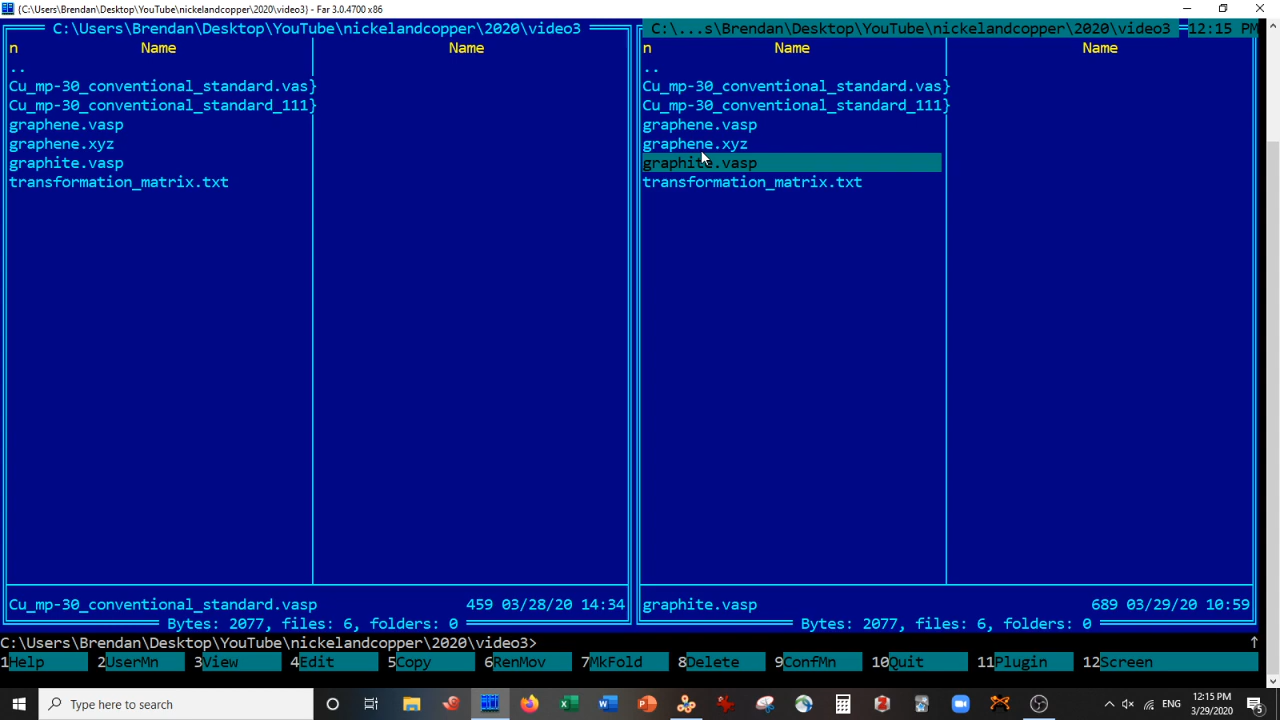 (C:\Users\Brendan\Desktop\YouTube\nickelandcopper\2020\video3) - Far 3.0.4700 x86
C:\Users\Brendan\Desktop\YouTube\nickelandcopper\2020\video3
n Name Name
..
Cu_mp-30_conventional_standard.vas}
Cu_mp-30_conventional_standard_111}
graphene.vasp
graphene.xyz
graphite.vasp
transformation_matrix.txt
Cu_mp-30_conventional_standard.vasp 459 03/28/20 14:34
Bytes: 2077, files: 6, folders: 0
C:\...s\Brendan\Desktop\YouTube\nickelandcopper\2020\video3 12:15 PM
n Name Name
..
Cu_mp-30_conventional_standard.vas}
Cu_mp-30_conventional_standard_111}
graphene.vasp
graphene.xyz
graphite.vasp
transformation_matrix.txt
graphite.vasp 689 03/29/20 10:59
Bytes: 2077, files: 6, folders: 0
C:\Users\Brendan\Desktop\YouTube\nickelandcopper\2020\video3>
1Help 2UserMn 3View 4Edit 5Copy 6RenMov 7MkFold 8Delete 9ConfMn 10Quit 11Plugin 12Screen
Type here to search
ENG
12:15 PM
3/29/2020
5